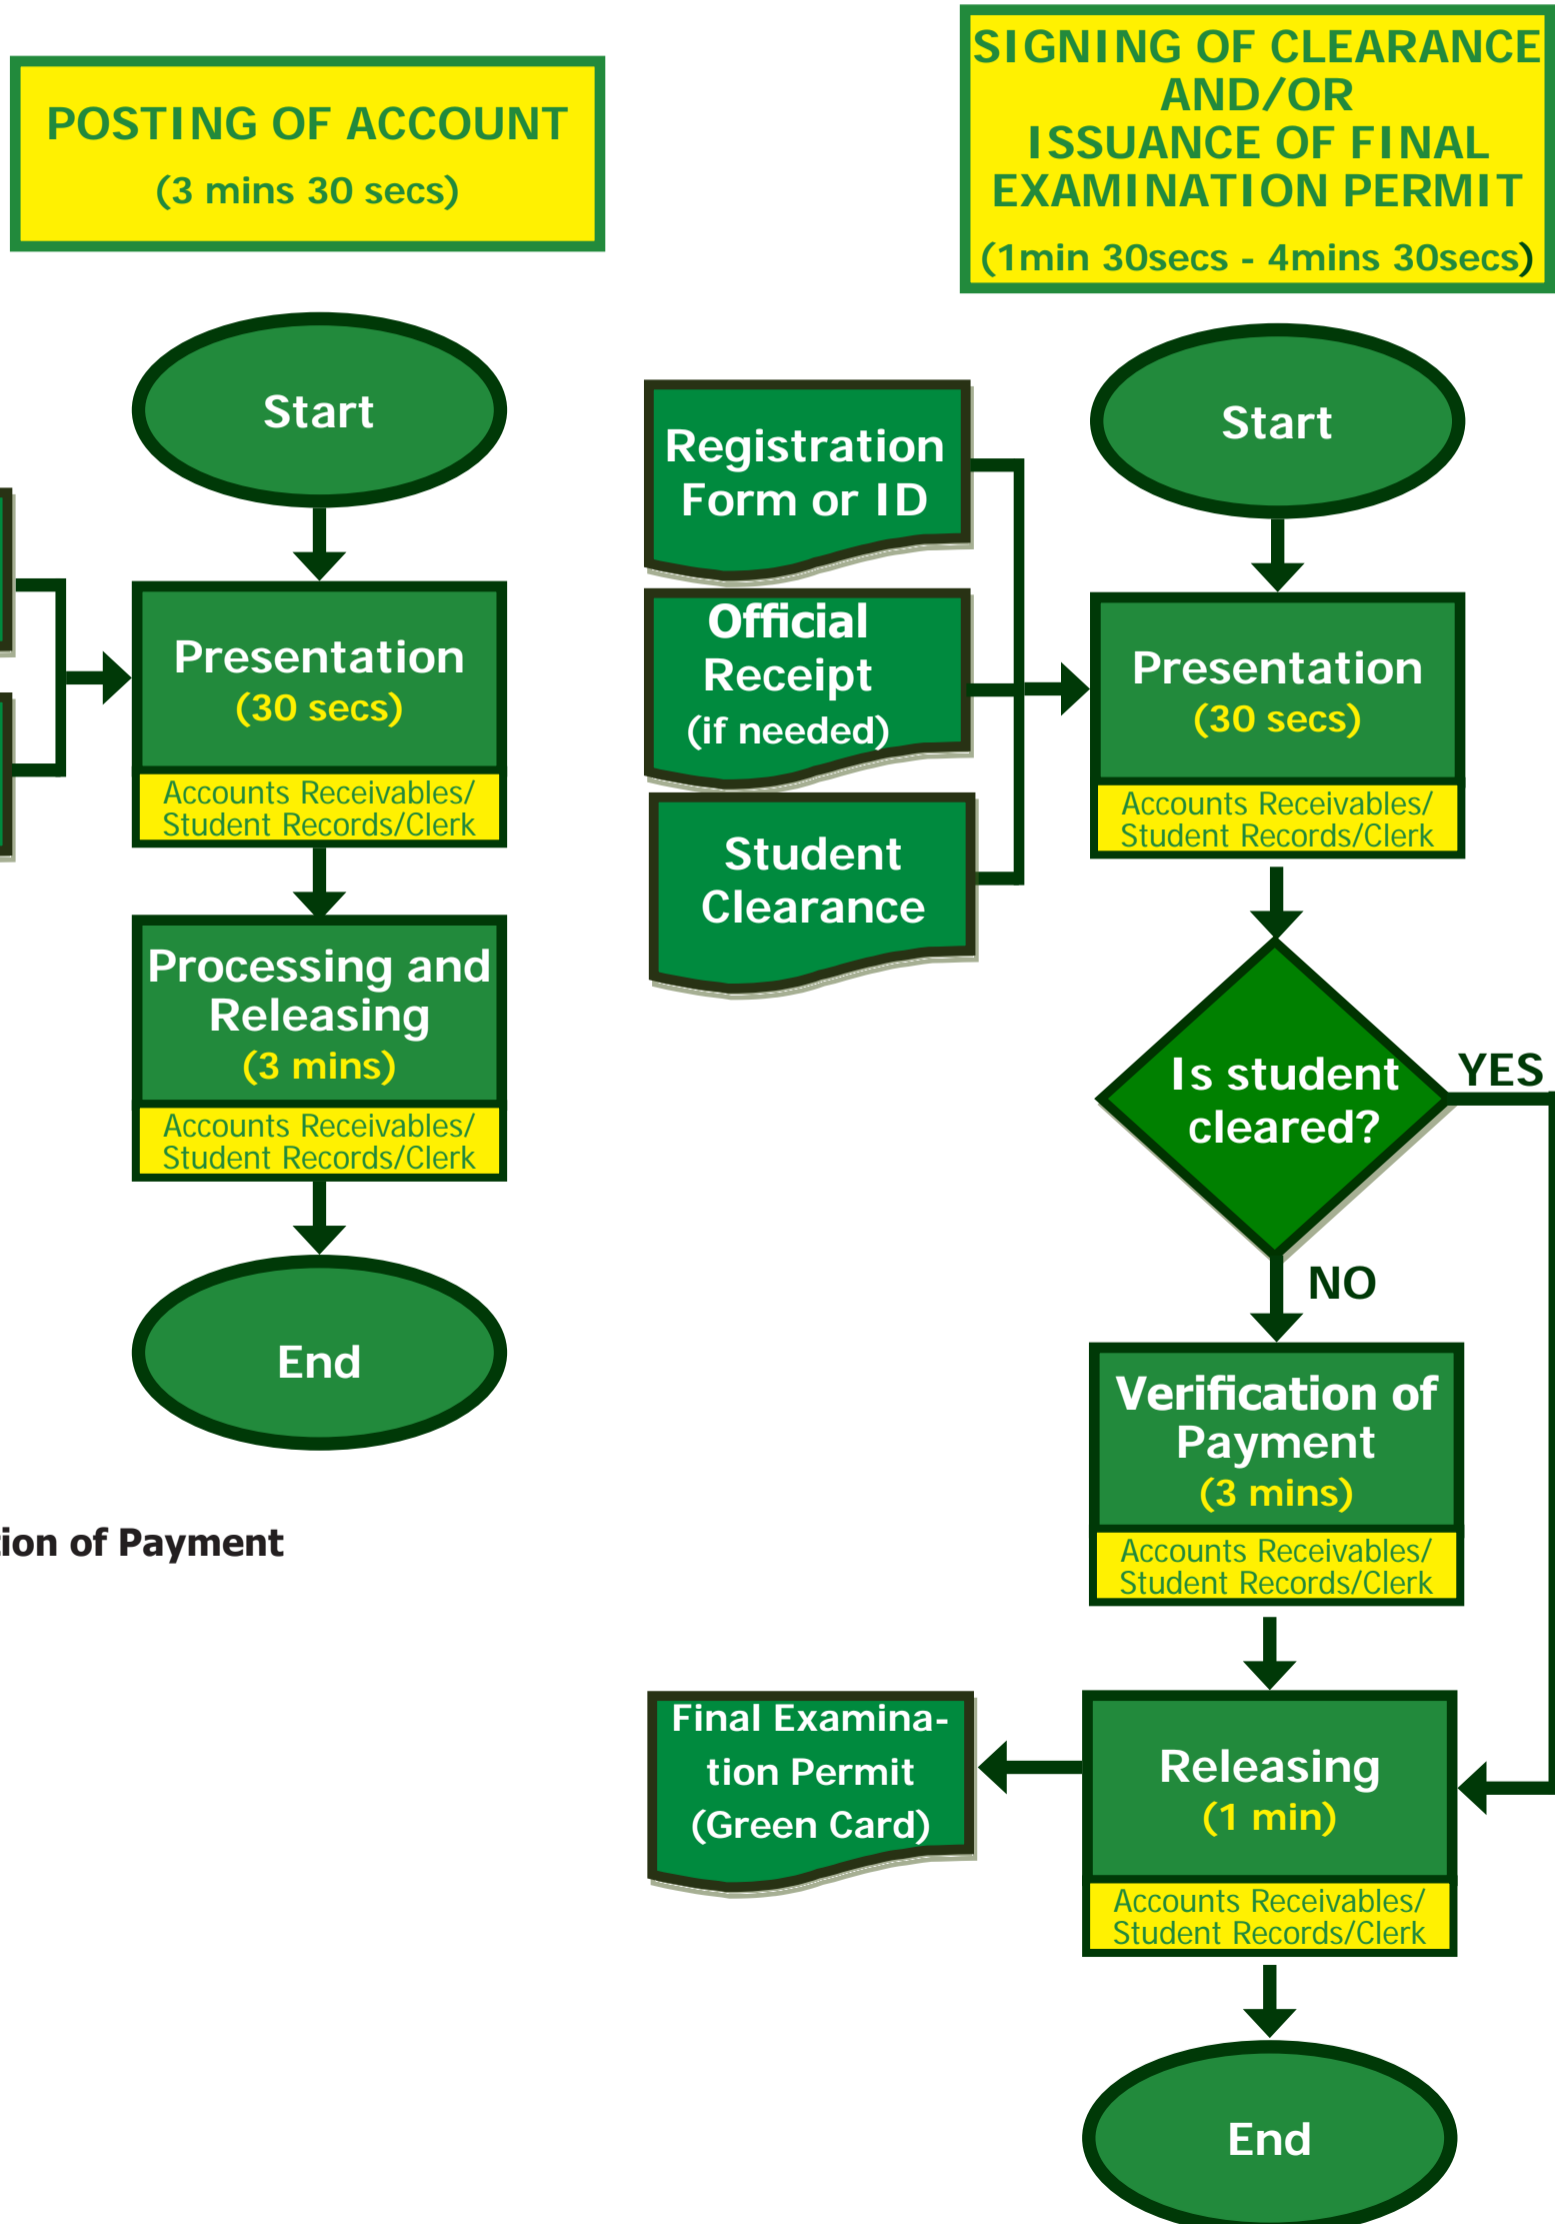 POSTING OF ACCOUNT
(3 mins 30 secs)
Start
Presentation
(30 secs)
Accounts Receivables/
Student Records/Clerk
Processing and
Releasing
(3 mins)
Accounts Receivables/
Student Records/Clerk
End
tion of Payment
SIGNING OF CLEARANCE
AND/OR
ISSUANCE OF FINAL
EXAMINATION PERMIT
(1min 30secs - 4mins 30secs)
Start
Registration
Form or ID
Official
Receipt
(if needed)
Student
Clearance
Presentation
(30 secs)
Accounts Receivables/
Student Records/Clerk
Is student
cleared?
YES
NO
Verification of
Payment
(3 mins)
Accounts Receivables/
Student Records/Clerk
Final Examina-
tion Permit
(Green Card)
Releasing
(1 min)
Accounts Receivables/
Student Records/Clerk
End